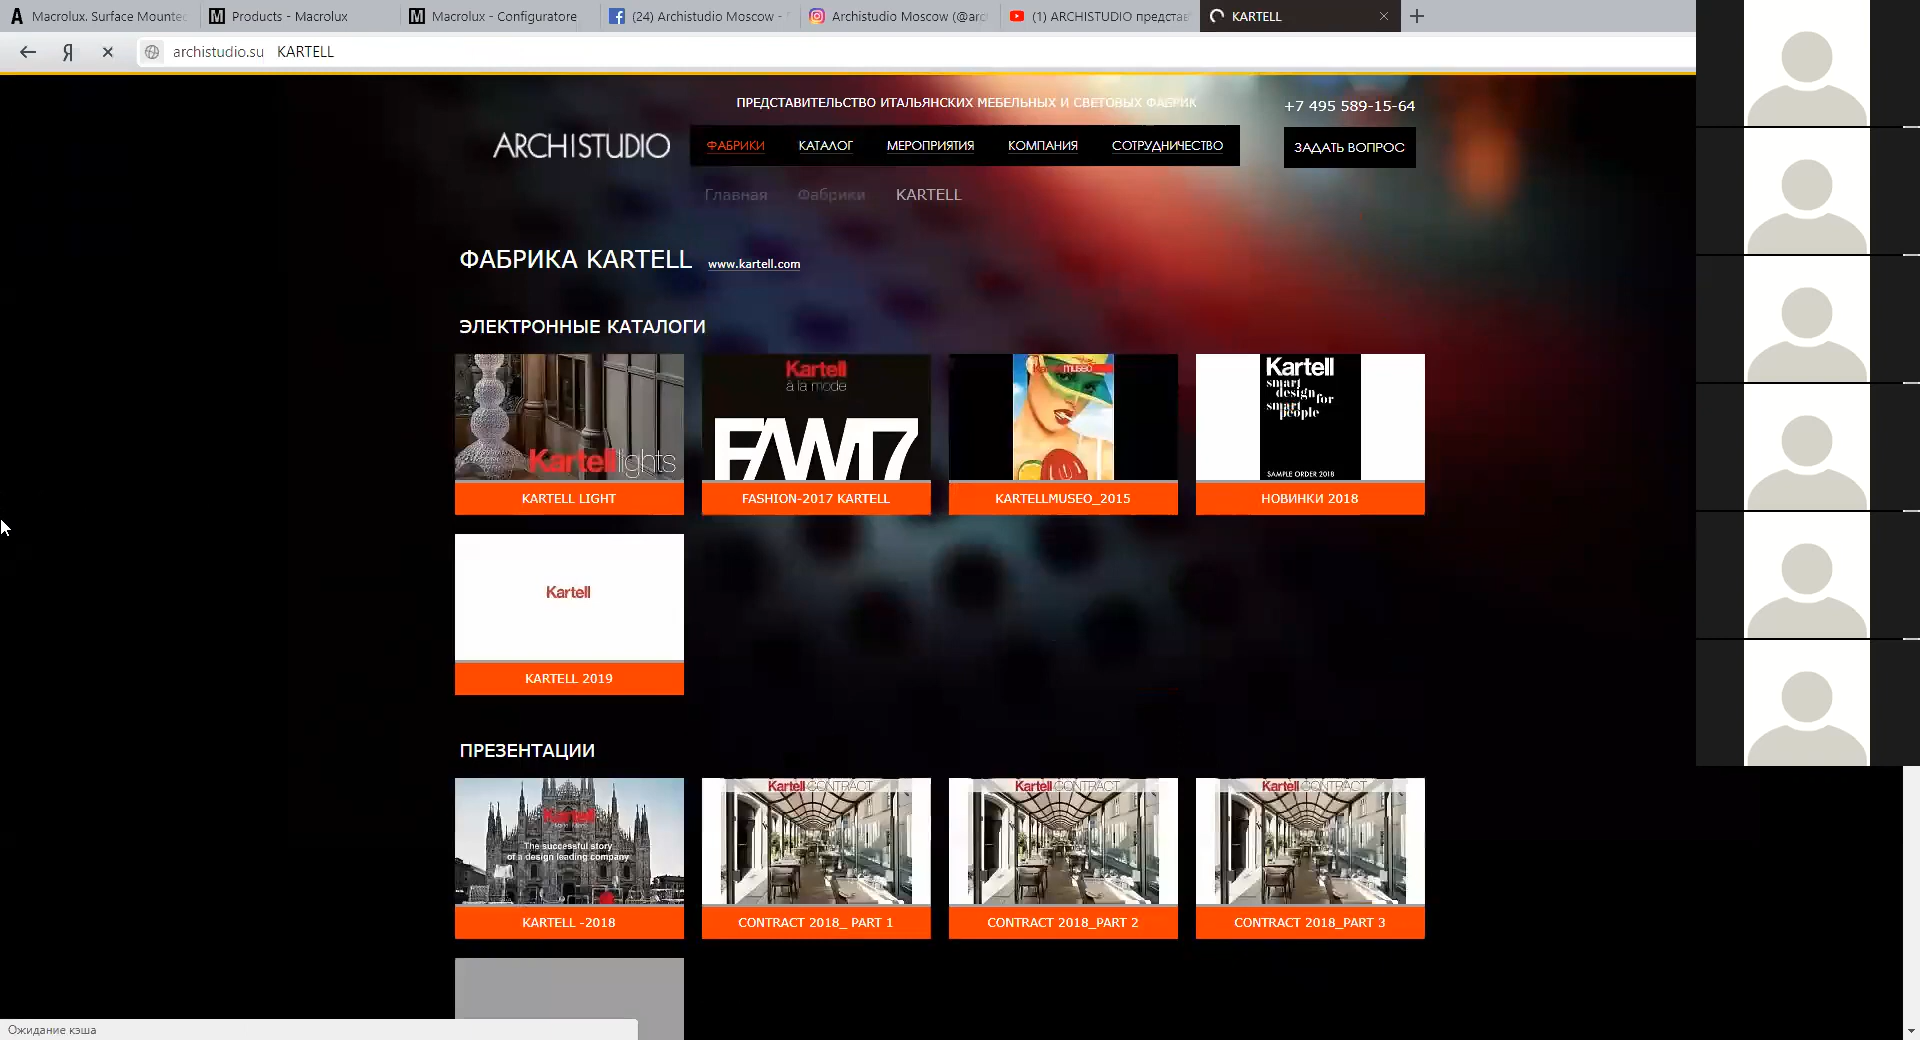 Macrolux. Surface Mounted
Products - Macrolux
Macrolux - Configuratore
(24) Archistudio Moscow -
Archistudio Moscow (@arc
(1) ARCHISTUDIO представ
KARTELL
Я
archistudio.su KARTELL
ПРЕДСТАВИТЕЛЬСТВО ИТАЛЬЯНСКИХ МЕБЕЛЬНЫХ И СВЕТОВЫХ ФАБРИК
+7 495 589-15-64
ARCHISTUDIO
ФАБРИКИ КАТАЛОГ МЕРОПРИЯТИЯ КОМПАНИЯ СОТРУДНИЧЕСТВО
ЗАДАТЬ ВОПРОС
Главная Фабрики KARTELL
ФАБРИКА KARTELL www.kartell.com
ЭЛЕКТРОННЫЕ КАТАЛОГИ
Kartell lights
KARTELL LIGHT
Kartell
à la mode
F/W17
FASHION-2017 KARTELL
Kartell museo
KARTELLMUSEO_2015
Kartell
smart
design for
smart
people
SAMPLE ORDER 2018
НОВИНКИ 2018
Kartell
KARTELL 2019
ПРЕЗЕНТАЦИИ
Kartell
The successful story
of a design leading company
KARTELL -2018
Kartell CONTRACT
CONTRACT 2018_ PART 1
Kartell CONTRACT
CONTRACT 2018_PART 2
Kartell CONTRACT
CONTRACT 2018_PART 3
Ожидание кэша